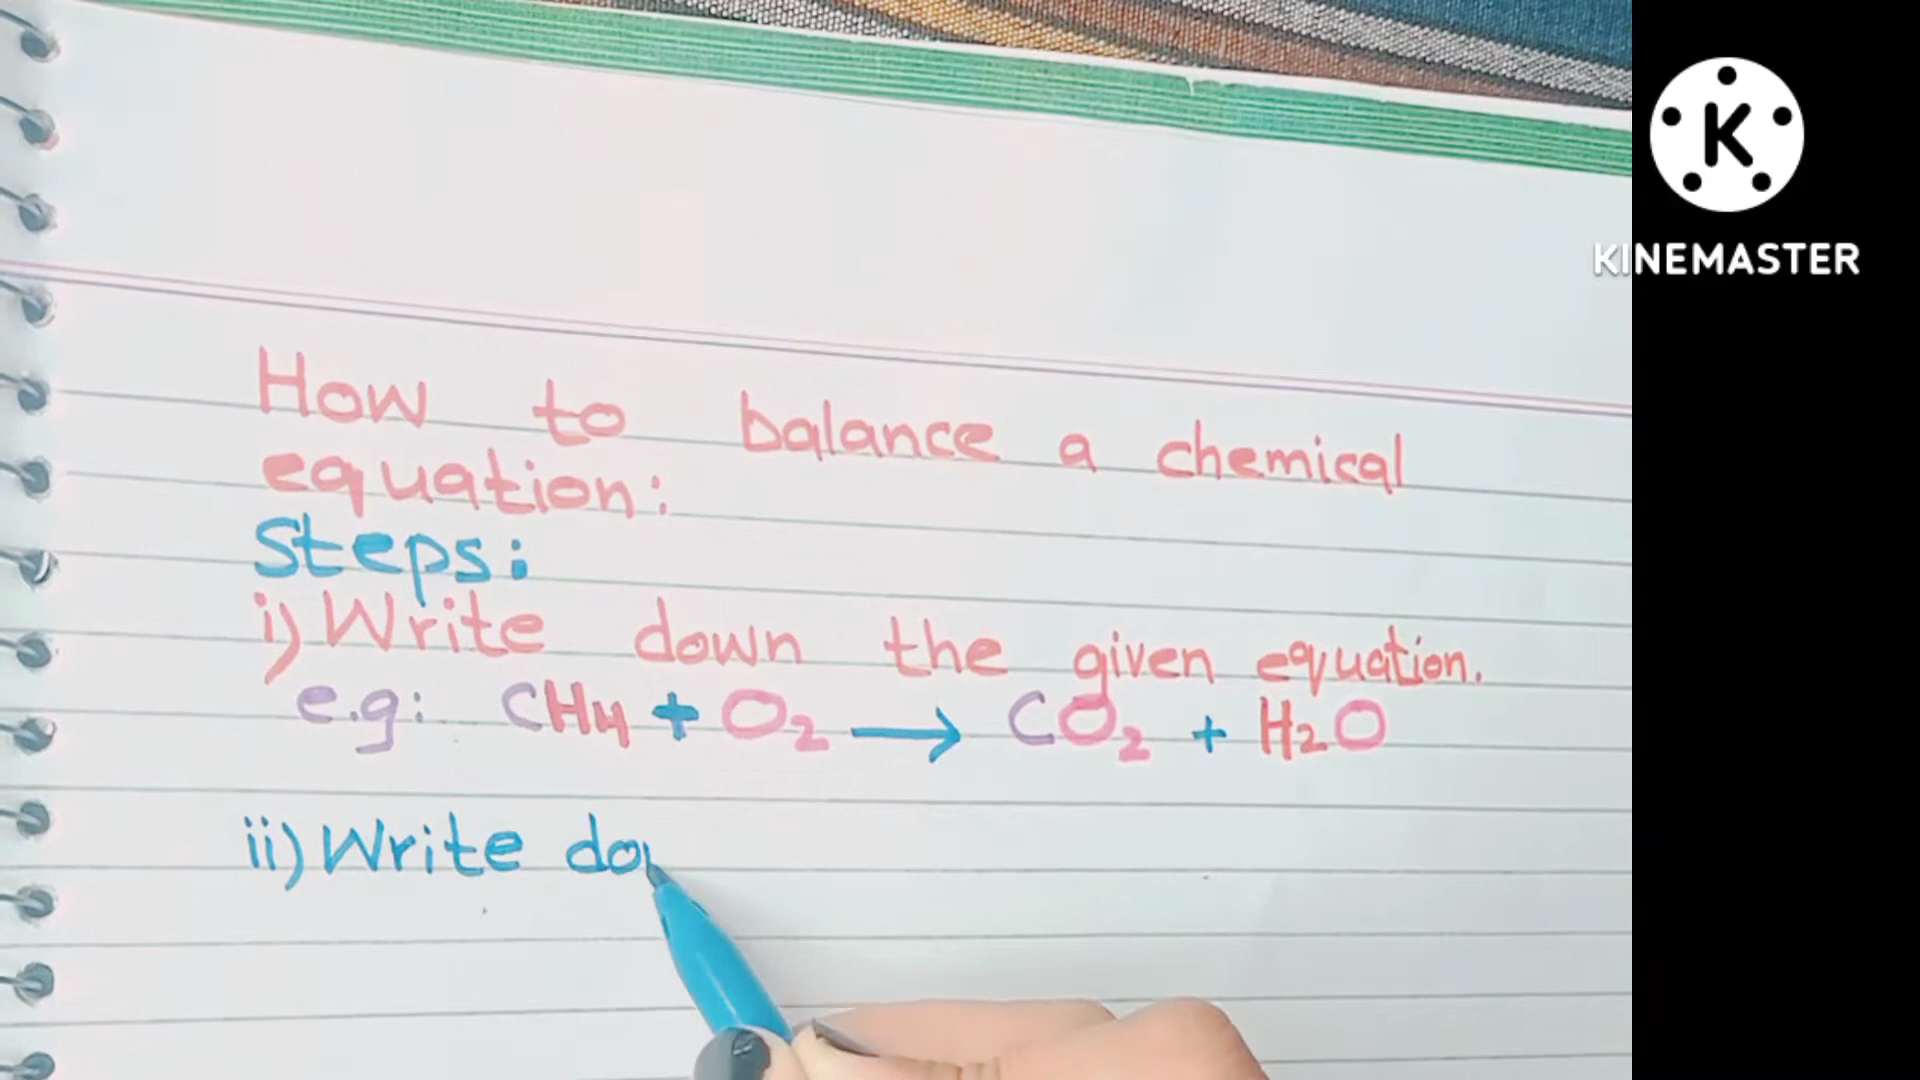 K
KINEMASTER
How to balance a chemical
equation:
Steps:
i) Write down the given equation.
e.g: CH4 + O2 → CO2 + H2O
ii) Write do